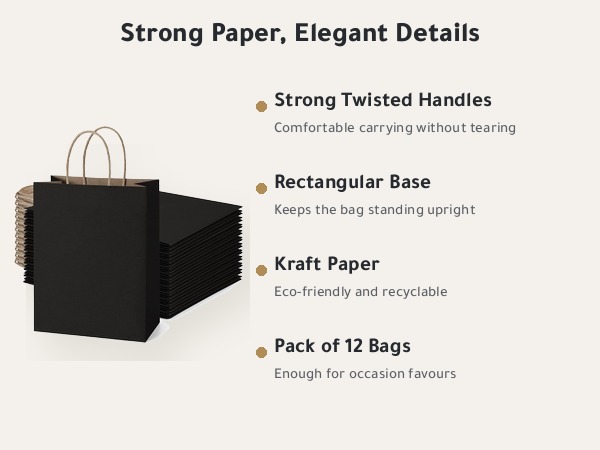 Strong Paper, Elegant Details
Strong Twisted Handles
Comfortable carrying without tearing
Rectangular Base
Keeps the bag standing upright
Kraft Paper
Eco-friendly and recyclable
Pack of 12 Bags
Enough for occasion favours